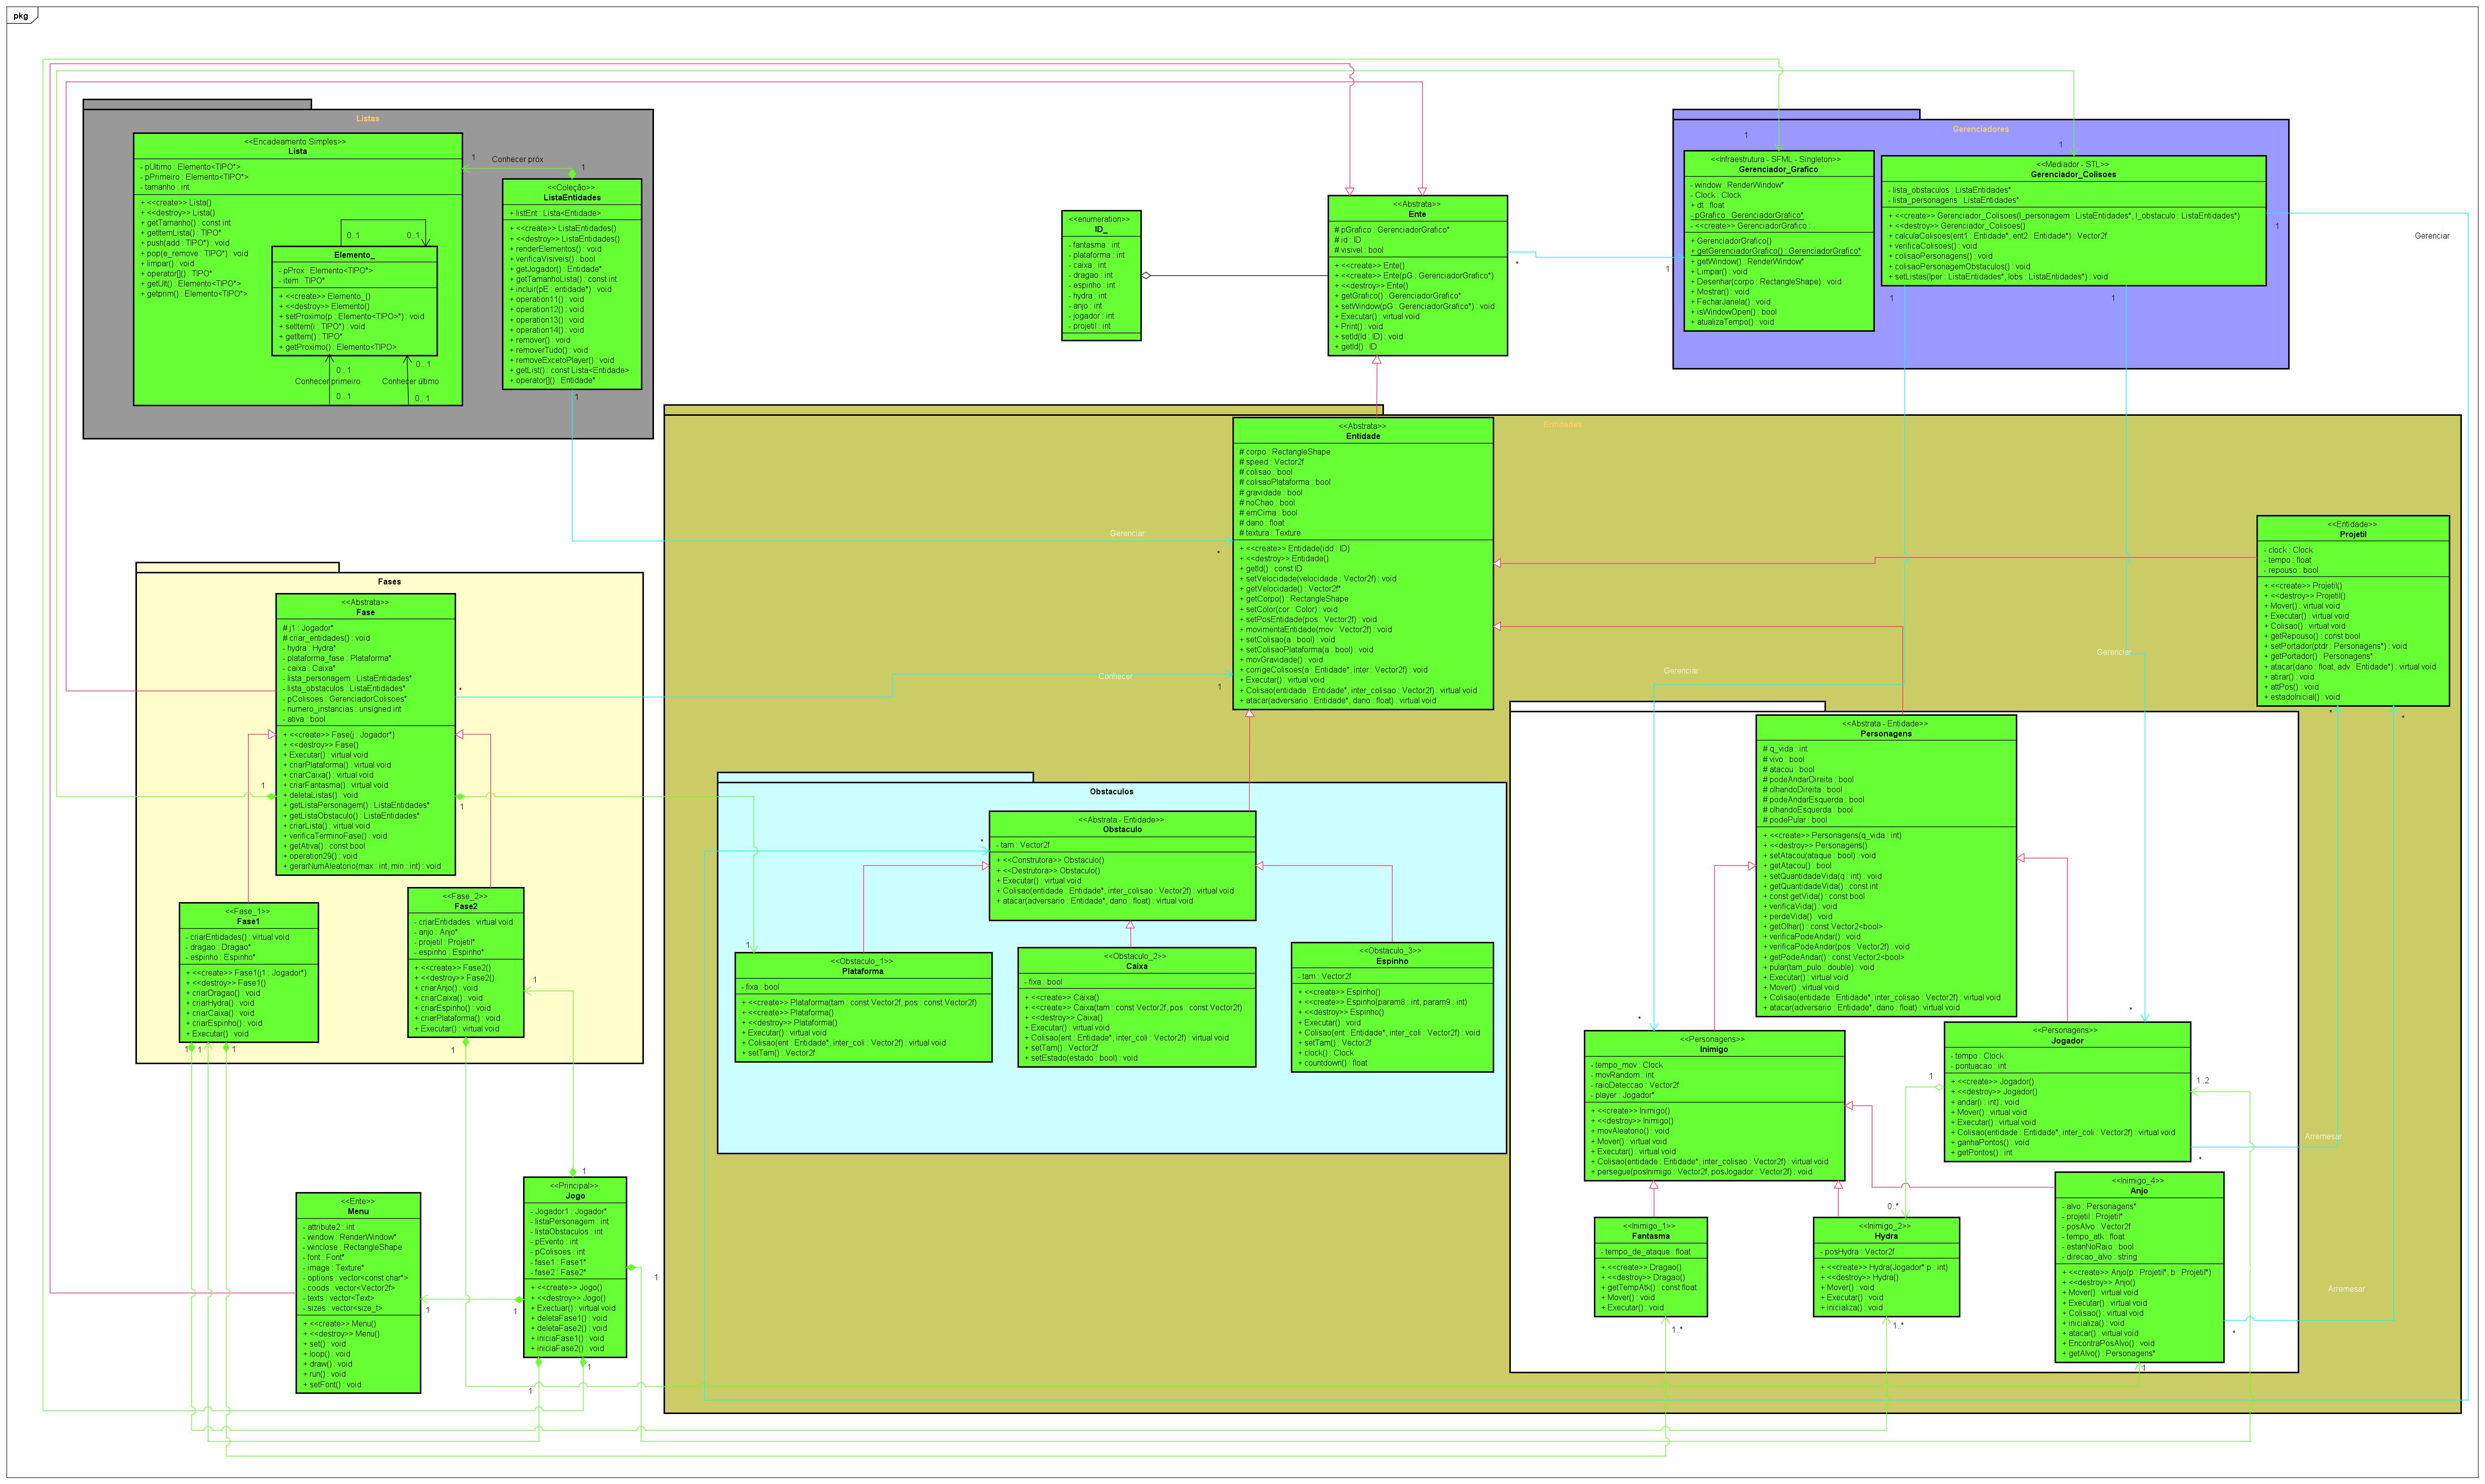 pkg
Listas
<<Encadeamento Simples>>
Lista
- pUltimo : Elemento<TIPO*>
- pPrimeiro : Elemento<TIPO*>
- tamanho : int
+ <<create>> Lista()
+ <<destroy>> Lista()
+ getTamanho() : const int
+ getItemLista() : TIPO*
+ push(add : TIPO*) : void
+ pop(e_remove : TIPO*) : void
+ limpar() : void
+ operator[]() : TIPO*
+ getUlt() : Elemento<TIPO*>
+ getprim() : Elemento<TIPO*>
0..1
0..1
Elemento_
- pProx : Elemento<TIPO*>
- item : TIPO*
+ <<create>> Elemento_()
+ <<destroy>> Elemento()
+ setProximo(p : Elemento<TIPO>*) : void
+ setItem(i : TIPO*) : void
+ getItem() : TIPO*
+ getProximo() : Elemento<TIPO>
0..1
0..1
Conhecer primeiro
Conhecer último
0..1
0..1
1
Conhecer próx
1
<<Coleção>>
ListaEntidades
+ listEnt : Lista<Entidade>
+ <<create>> ListaEntidades()
+ <<destroy>> ListaEntidades()
+ renderElementos() : void
+ verificaVisiveis() : bool
+ getJogador() : Entidade*
+ getTamanhoLista() : const int
+ incluir(pE : entidade*) : void
+ operation11() : void
+ operation12() : void
+ operation13() : void
+ operation14() : void
+ remover() : void
+ removerTudo() : void
+ removeExcetoPlayer() : void
+ getList() : const Lista<Entidade>
+ operator[]() : Entidade*
1
<<enumeration>>
ID_
- fantasma : int
- plataforma : int
- caixa : int
- dragao : int
- espinho : int
- hydra : int
- anjo : int
- jogador : int
- projetil : int
<<Abstrata>>
Ente
# pGrafico : GerenciadorGrafico*
# id : ID
# visivel : bool
+ <<create>> Ente()
+ <<create>> Ente(pG : GerenciadorGrafico*)
+ <<destroy>> Ente()
+ getGrafico() : GerenciadorGrafico*
+ setWindow(pG : GerenciadorGrafico*) : void
+ Executar() : virtual void
+ Print() : void
+ setId(Id : ID) : void
+ getId() : ID
*
1
Gerenciadores
1
<<Infraestrutura - SFML - Singleton>>
Gerenciador_Grafico
- window : RenderWindow*
- Clock : Clock
+ dt : float
- pGrafico : GerenciadorGrafico*
- <<create>> GerenciadorGrafico :
+ GerenciadorGrafico()
+ getGerenciadorGrafico() : GerenciadorGrafico*
+ getWindow() : RenderWindow*
+ Limpar() : void
+ Desenhar(corpo : RectangleShape) : void
+ Mostrar() : void
+ FecharJanela() : void
+ isWindowOpen() : bool
+ atualizaTempo() : void
1
<<Mediador - STL>>
Gerenciador_Colisoes
- lista_obstaculos : ListaEntidades*
- lista_personagens : ListaEntidades*
+ <<create>> Gerenciador_Colisoes(l_personagem : ListaEntidades*, l_obstaculo : ListaEntidades*)
+ <<destroy>> Gerenciador_Colisoes()
+ calculaColisoes(ent1 : Entidade*, ent2 : Entidade*) : Vector2f
+ verificaColisoes() : void
+ colisaoPersonagens() : void
+ colisaoPersonagemObstaculos() : void
+ setListas(lper : ListaEntidades*, lobs : ListaEntidades*) : void
1
1
1
Gerenciar
Entidades
<<Abstrata>>
Entidade
# corpo : RectangleShape
# speed : Vector2f
# colisao : bool
# colisaoPlataforma : bool
# gravidade : bool
# noChao : bool
# emCima : bool
# dano : float
# textura : Texture
+ <<create>> Entidade(idd : ID)
+ <<destroy>> Entidade()
+ getId() : const ID
+ setVelocidade(velocidade : Vector2f) : void
+ getVelocidade() : Vector2f*
+ getCorpo() : RectangleShape
+ setColor(cor : Color) : void
+ setPosEntidade(pos : Vector2f) : void
+ movimentaEntidade(mov : Vector2f) : void
+ setColisao(a : bool) : void
+ setColisaoPlataforma(a : bool) : void
+ movGravidade() : void
+ corrigeColisoes(a : Entidade*, inter : Vector2f) : void
+ Executar() : virtual void
+ Colisao(entidade : Entidade*, inter_colisao : Vector2f) : virtual void
+ atacar(adversario : Entidade*, dano : float) : virtual void
Gerenciar
*
Conhecer
1
*
<<Entidade>>
Projetil
- clock : Clock
- tempo : float
- repouso : bool
+ <<create>> Projetil()
+ <<destroy>> Projetil()
+ Mover() : virtual void
+ Executar() : virtual void
+ Colisao() : virtual void
+ getRepouso() : const bool
+ setPortador(ptdr : Personagens*) : void
+ getPortador() : Personagens*
+ atacar(dano : float, adv : Entidade*) : virtual void
+ atirar() : void
+ attPos() : void
+ estadoInicial() : void
*
*
Gerenciar
Gerenciar
Fases
<<Abstrata>>
Fase
# j1 : Jogador*
# criar_entidades() : void
- hydra : Hydra*
- plataforma_fase : Plataforma*
- caixa : Caixa*
- lista_personagem : ListaEntidades*
- lista_obstaculos : ListaEntidades*
- pColisoes : GerenciadorColisoes*
- numero_instancias : unsigned int
- ativa : bool
+ <<create>> Fase(j : Jogador*)
+ <<destroy>> Fase()
+ Executar() : virtual void
+ criarPlataforma() : virtual void
+ criarCaixa() : virtual void
+ criarFantasma() : virtual void
+ deletaListas() : void
+ getListaPersonagem() : ListaEntidades*
+ getListaObstaculo() : ListaEntidades*
+ criarLista() : virtual void
+ verificaTerminoFase() : void
+ getAtiva() : const bool
+ operation29() : void
+ gerarNumAleatorio(max : int, min : int) : void
1
1
<<Fase_1>>
Fase1
- criarEntidades() : virtual void
- dragao : Dragao*
- espinho : Espinho*
+ <<create>> Fase1(j1 : Jogador*)
+ <<destroy>> Fase1()
+ criarDragao() : void
+ criarHydra() : void
+ criarCaixa() : void
+ criarEspinho() : void
+ Executar() : void
1
1
1
<<Fase_2>>
Fase2
- criarEntidades : virtual void
- anjo : Anjo*
- projetil : Projetil*
- espinho : Espinho*
+ <<create>> Fase2()
+ <<destroy>> Fase2()
+ criarAnjo() : void
+ criarCaixa() : void
+ criarEspinho() : void
+ criarPlataforma() : void
+ Executar() : virtual void
1
1
Obstaculos
<<Abstrata - Entidade>>
Obstaculo
- tam : Vector2f
+ <<Construtora>> Obstaculo()
+ <<Destrutora>> Obstaculo()
+ Executar() : virtual void
+ Colisao(entidade : Entidade*, inter_colisao : Vector2f) : virtual void
+ atacar(adversario : Entidade*, dano : float) : virtual void
*
1
<<Obstaculo_1>>
Plataforma
- fixa : bool
+ <<create>> Plataforma(tam : const Vector2f, pos : const Vector2f)
+ <<create>> Plataforma()
+ <<destroy>> Plataforma()
+ Executar() : virtual void
+ Colisao(ent : Entidade*, inter_coli : Vector2f) : virtual void
+ setTam() : Vector2f
<<Obstaculo_2>>
Caixa
- fixa : bool
+ <<create>> Caixa()
+ <<create>> Caixa(tam : const Vector2f, pos : const Vector2f)
+ <<destroy>> Caixa()
+ Executar() : virtual void
+ Colisao(ent : Entidade*, inter_coli : Vector2f) : virtual void
+ setTam() : Vector2f
+ setEstado(estado : bool) : void
<<Obstaculo_3>>
Espinho
- tam : Vector2f
+ <<create>> Espinho()
+ <<create>> Espinho(param8 : int, param9 : int)
+ <<destroy>> Espinho()
+ Executar() : void
+ Colisao(ent : Entidade*, inter_coli : Vector2f) : void
+ setTam() : Vector2f
+ clock() : Clock
+ countdown() : float
<<Abstrata - Entidade>>
Personagens
# q_vida : int
# vivo : bool
# atacou : bool
# podeAndarDireita : bool
# olhandoDireita : bool
# podeAndarEsquerda : bool
# olhandoEsquerda : bool
# podePular : bool
+ <<create>> Personagens(q_vida : int)
+ <<destroy>> Personagens()
+ setAtacou(ataque : bool) : void
+ getAtacou() : bool
+ setQuantidadeVida(q : int) : void
+ getQuantidadeVida() : const int
+ const getVida() : const bool
+ verificaVida() : void
+ perdeVida() : void
+ getOlhar() : const Vector2<bool>
+ verificaPodeAndar() : void
+ verificaPodeAndar(pos : Vector2f) : void
+ getPodeAndar() : const Vector2<bool>
+ pular(tam_pulo : double) : void
+ Executar() : virtual void
+ Mover() : virtual void
+ Colisao(entidade : Entidade*, inter_colisao : Vector2f) : virtual void
+ atacar(adversario : Entidade*, dano : float) : virtual void
*
*
<<Personagens>>
Inimigo
- tempo_mov : Clock
- movRandom : int
- raioDeteccao : Vector2f
- player : Jogador*
+ <<create>> Inimigo()
+ <<destroy>> Inimigo()
+ movAleatorio() : void
+ Mover() : virtual void
+ Executar() : virtual void
+ Colisao(entidade : Entidade*, inter_colisao : Vector2f) : virtual void
+ persegue(posInimigo : Vector2f, posJogador : Vector2f) : void
<<Personagens>>
Jogador
- tempo : Clock
- pontuacao : int
+ <<create>> Jogador()
+ <<destroy>> Jogador()
+ andar(i : int) : void
+ Mover() : virtual void
+ Executar() : virtual void
+ Colisao(entidade : Entidade*, inter_coli : Vector2f) : virtual void
+ ganhaPontos() : void
+ getPontos() : int
1
1..2
*
Arremesar
0..*
<<Inimigo_1>>
Fantasma
- tempo_de_ataque : float
+ <<create>> Dragao()
+ <<destroy>> Dragao()
+ getTempAtk() : const float
+ Mover() : void
+ Executar() : void
1..*
<<Inimigo_2>>
Hydra
- posHydra : Vector2f
+ <<create>> Hydra(Jogador* p : int)
+ <<destroy>> Hydra()
+ Mover() : void
+ Executar() : void
+ inicializa() : void
1..*
<<Inimigo_4>>
Anjo
- alvo : Personagens*
- projetil : Projetil*
- posAlvo : Vector2f
- tempo_atk : float
- estanNoRaio : bool
- direcao_alvo : string
+ <<create>> Anjo(p : Projetil*, b : Projetil*)
+ <<destroy>> Anjo()
+ Mover() : virtual void
+ Executar() : virtual void
+ Colisao() : virtual void
+ inicializa() : void
+ atacar() : virtual void
+ EncontraPosAlvo() : void
+ getAlvo() : Personagens*
Arremesar
*
1
<<Ente>>
Menu
- attribute2 : int
- window : RenderWindow*
- winclose : RectangleShape
- font : Font*
- image : Texture*
- options : vector<const char*>
- coods : vector<Vector2f>
- texts : vector<Text>
- sizes : vector<size_t>
+ <<create>> Menu()
+ <<destroy>> Menu()
+ set() : void
+ loop() : void
+ draw() : void
+ run() : void
+ setFont() : void
1
1
1
<<Principal>>
Jogo
- Jogador1 : Jogador*
- listaPersonagem : int
- listaObstaculos : int
- pEvento : int
- pColisoes : int
- fase1 : Fase1*
- fase2 : Fase2*
+ <<create>> Jogo()
+ <<destroy>> Jogo()
+ Exectuar() : virtual void
+ deletaFase1() : void
+ deletaFase2() : void
+ iniciaFase1() : void
+ iniciaFase2() : void
1
1
1